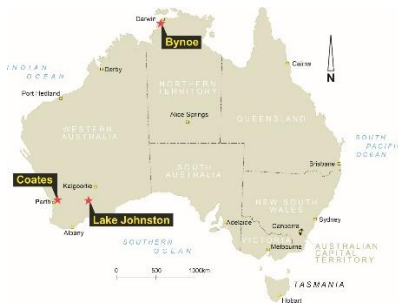 Darwin
Bynoe
N
INDIAN
OCEAN
Derby
Cairns
NORTHERN
TERRITORY
Port Hedland
Alice Springs
QUEENSLAND
WESTERN
AUSTRALIA
SOUTH
PACIFIC
OCEAN
SOUTH
AUSTRALIA
Brisbane
Coates
Kalgoorlie
Perth
NEW SOUTH
WALES
Lake Johnston
Adelaide
Sydney
Canberra
Albany
VICTORIA
AUSTRALIAN
CAPITAL
TERRITORY
SOUTHERN
OCEAN
Melbourne
0 500 1000km
TASMANIA
Hobart